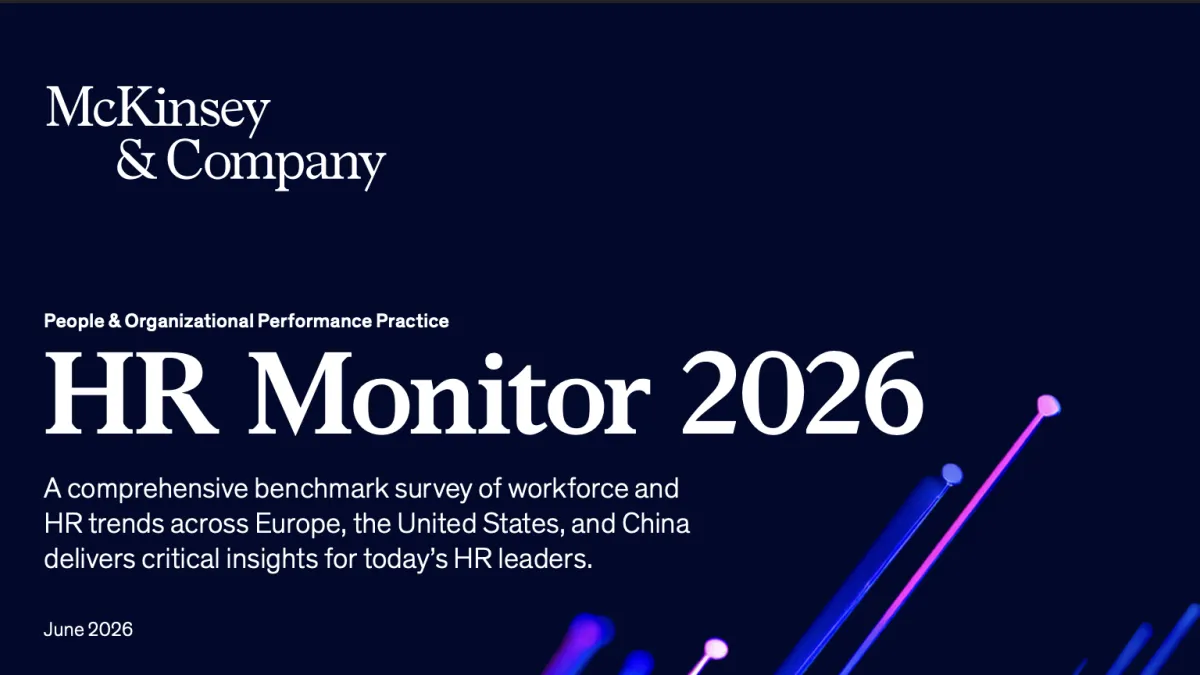 McKinsey
& Company
People & Organizational Performance Practice
HR Monitor 2026
A comprehensive benchmark survey of workforce and
HR trends across Europe, the United States, and China
delivers critical insights for today’s HR leaders.
June 2026